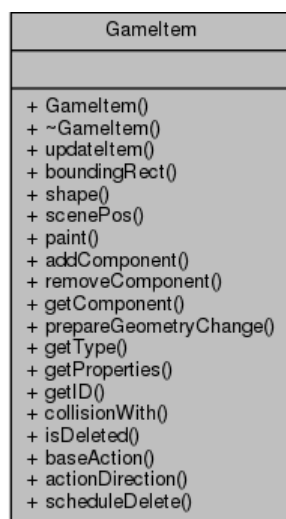 GameItem
+ GameItem()
+ ~GameItem()
+ updateItem()
+ boundingRect()
+ shape()
+ scenePos()
+ paint()
+ addComponent()
+ removeComponent()
+ getComponent()
+ prepareGeometryChange()
+ getType()
+ getProperties()
+ getID()
+ collisionWith()
+ isDeleted()
+ baseAction()
+ actionDirection()
+ scheduleDelete()